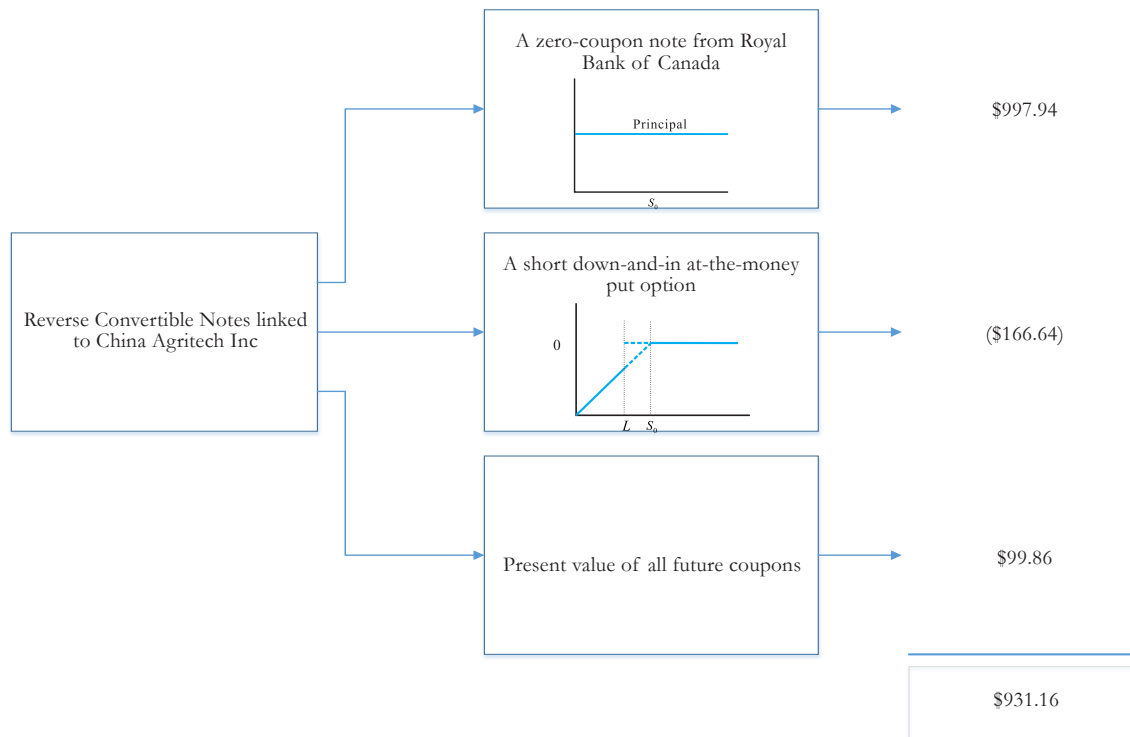 A zero-coupon note from Royal
Bank of Canada
Principal
S₀
$997.94
Reverse Convertible Notes linked
to China Agritech Inc
A short down-and-in at-the-money
put option
0
L S₀
($166.64)
Present value of all future coupons
$99.86
$931.16